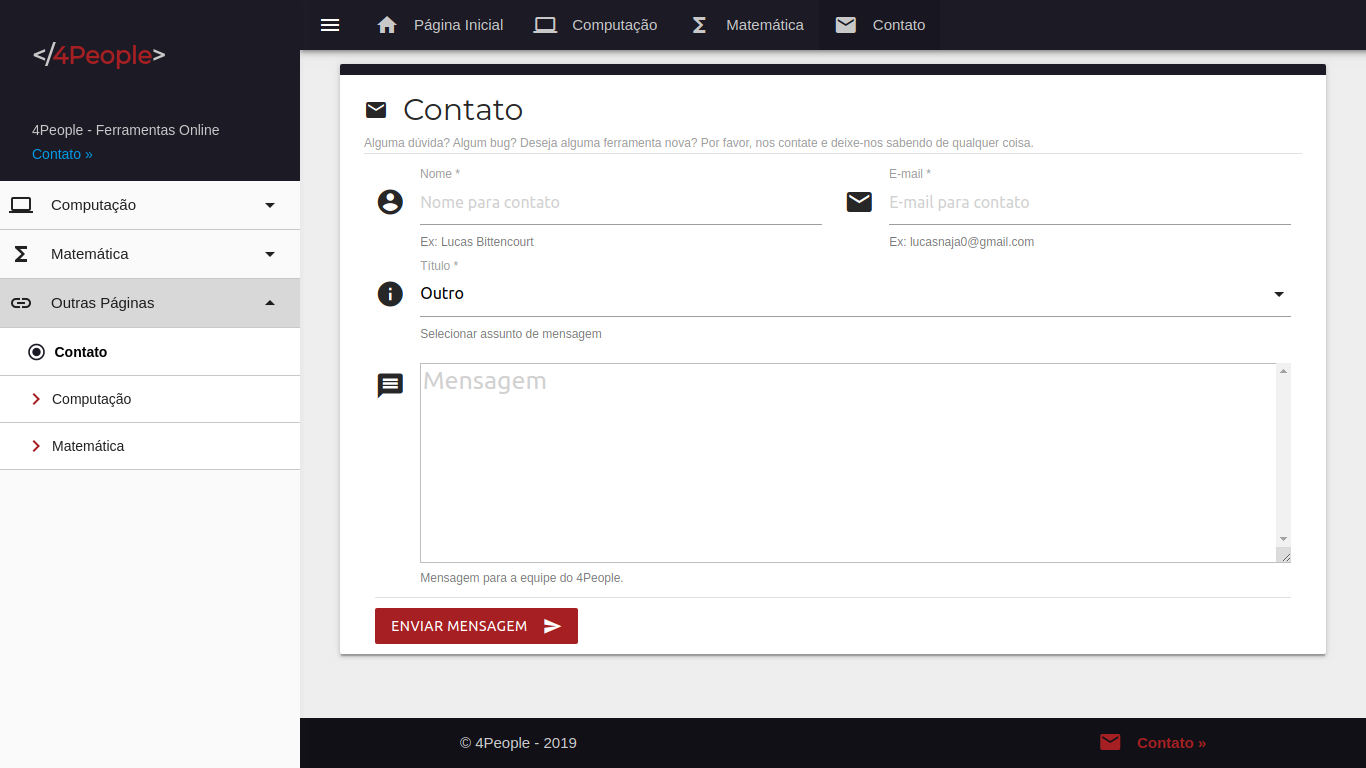 </4People>
4People - Ferramentas Online
Contato »
Computação
Matemática
Outras Páginas
Contato
Computação
Matemática
Página Inicial
Computação
Matemática
Contato
Contato
Alguma dúvida? Algum bug? Deseja alguma ferramenta nova? Por favor, nos contate e deixe-nos sabendo de qualquer coisa.
Nome *
Nome para contato
Ex: Lucas Bittencourt
E-mail *
E-mail para contato
Ex: lucasnaja0@gmail.com
Título *
Outro
Selecionar assunto de mensagem
Mensagem
Mensagem para a equipe do 4People.
ENVIAR MENSAGEM
© 4People - 2019
Contato »